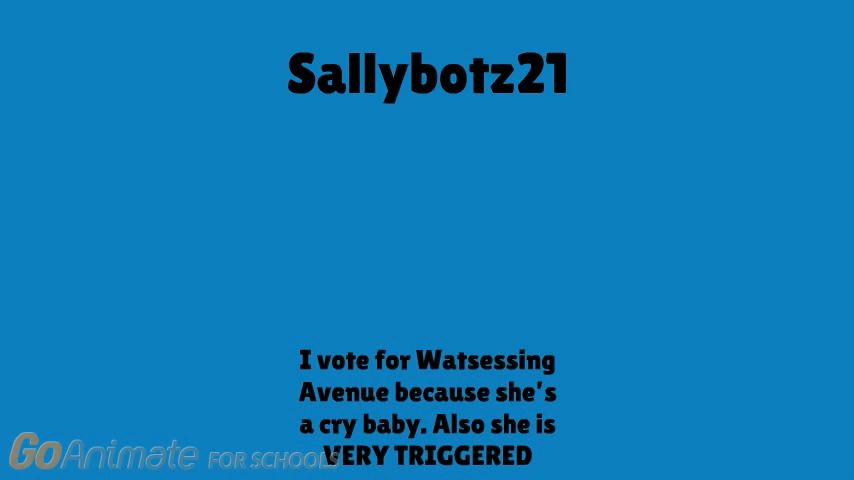 Sallybotz21
I vote for Watsessing
Avenue because she's
a cry baby. Also she is
VERY TRIGGERED
GoAnimate FOR SCHOOLS